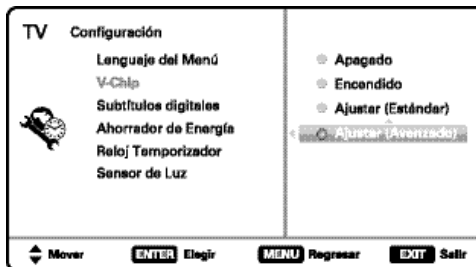 TV Configuración
Lenguaje del Menú
V-Chip
Subtítulos digitales
Ahorrador de Energía
Reloj Temporizador
Sensor de Luz
Apagado
Encendido
Ajustar (Estándar)
Ajustar (Avanzado)
Mover ENTER Elegir MENU Regresar EXIT Salir